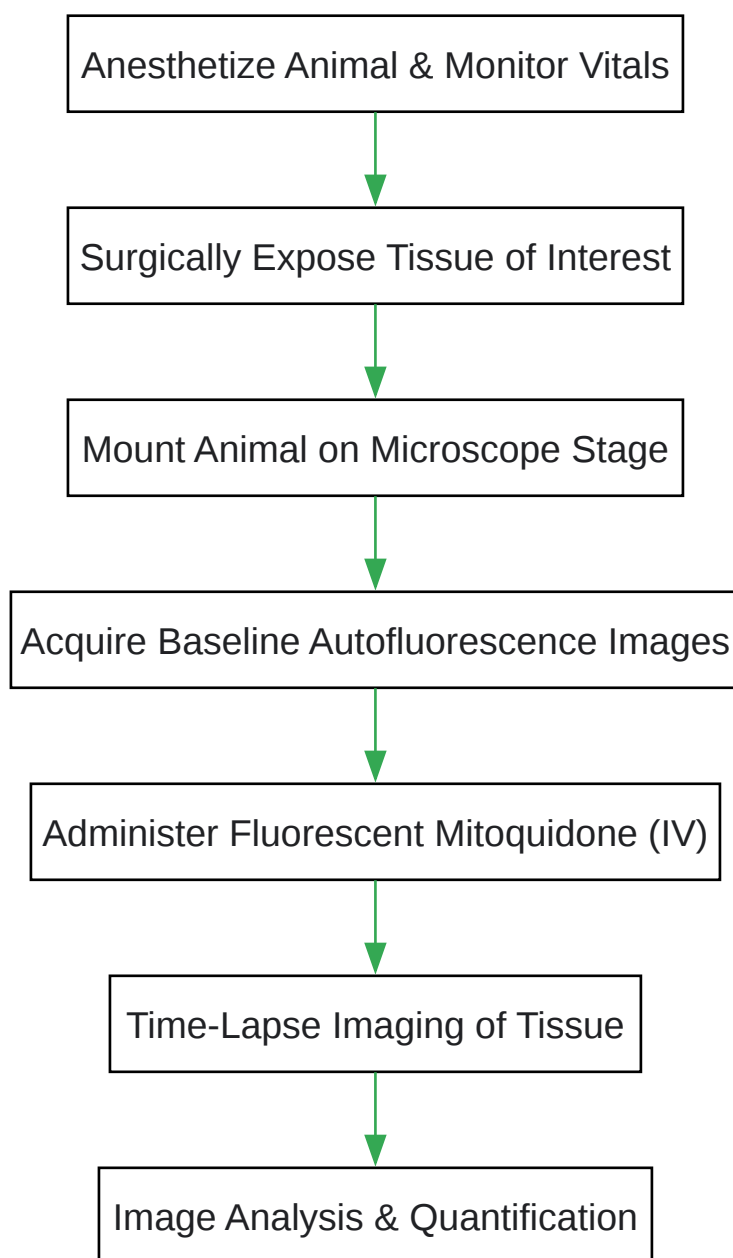 Anesthetize Animal & Monitor Vitals
Surgically Expose Tissue of Interest
Mount Animal on Microscope Stage
Acquire Baseline Autofluorescence Images
Administer Fluorescent Mitoquidone (IV)
Time-Lapse Imaging of Tissue
Image Analysis & Quantification